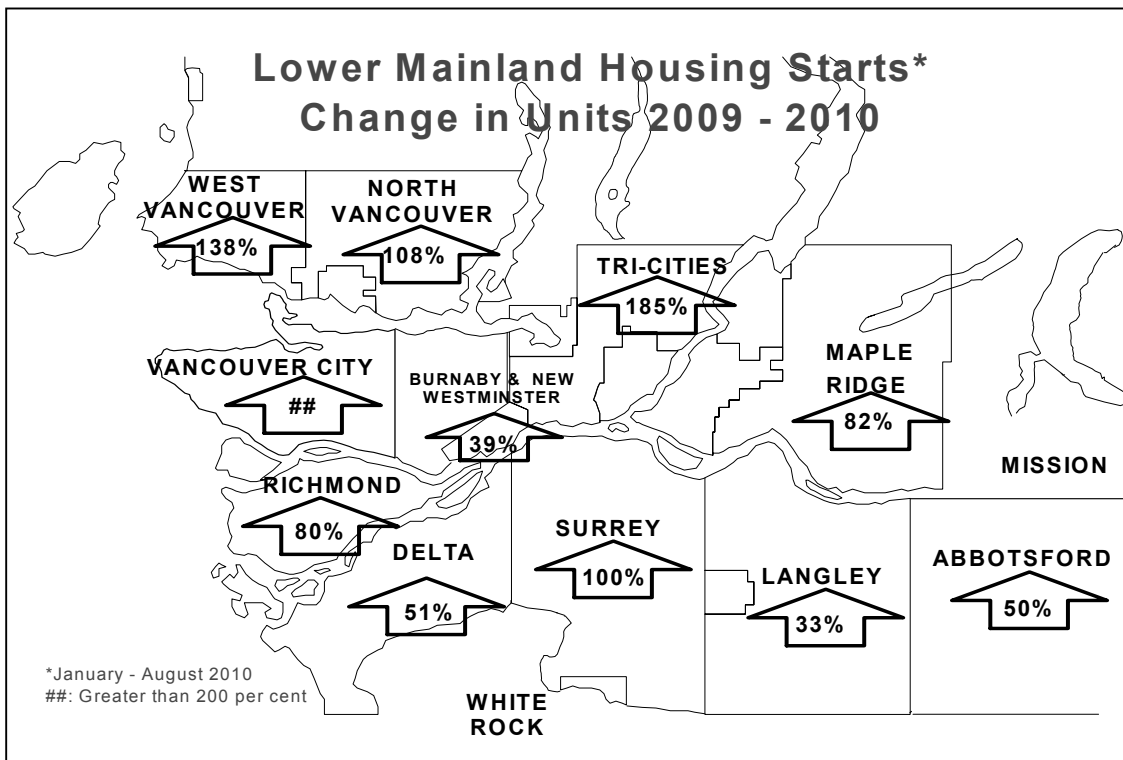 Lower Mainland Housing Starts*
Change in Units 2009 - 2010
WEST
VANCOUVER
138%
NORTH
VANCOUVER
108%
TRI-CITIES
185%
VANCOUVER CITY
##
BURNABY & NEW
WESTMINSTER
39%
MAPLE
RIDGE
82%
MISSION
RICHMOND
80%
DELTA
51%
SURREY
100%
LANGLEY
33%
ABBOTSFORD
50%
*January - August 2010
##: Greater than 200 per cent
WHITE
ROCK